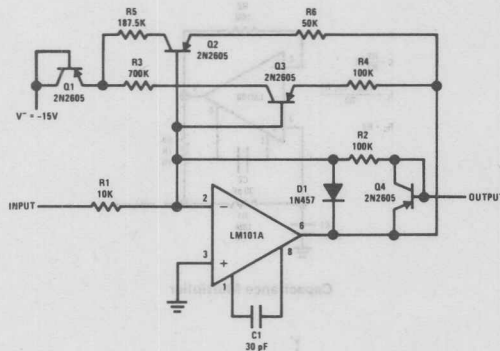 R5
187.5K
Q2
2N2605
R6
50K
Q1
2N2605
V- = -15V
R3
700K
Q3
2N2605
R4
100K
R2
100K
INPUT
R1
10K
2
LM101A
6
D1
1N457
Q4
2N2605
OUTPUT
3
8
1
C1
30 pF